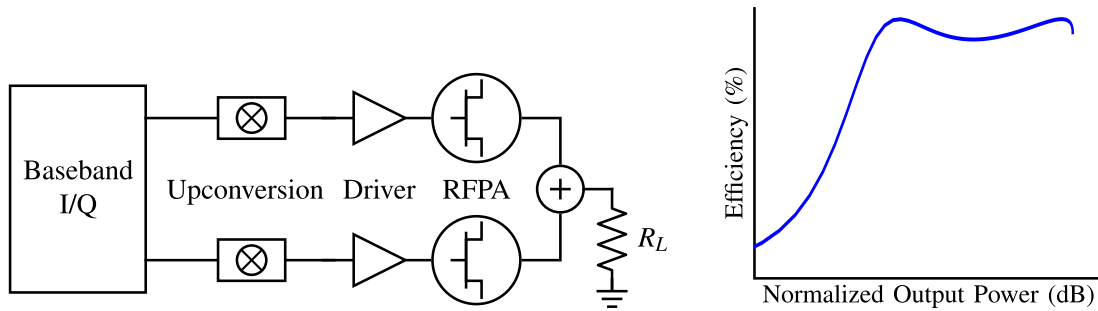 Baseband
I/Q
Upconversion
Driver
RFPA
R_L
Efficiency (%)
Normalized Output Power (dB)